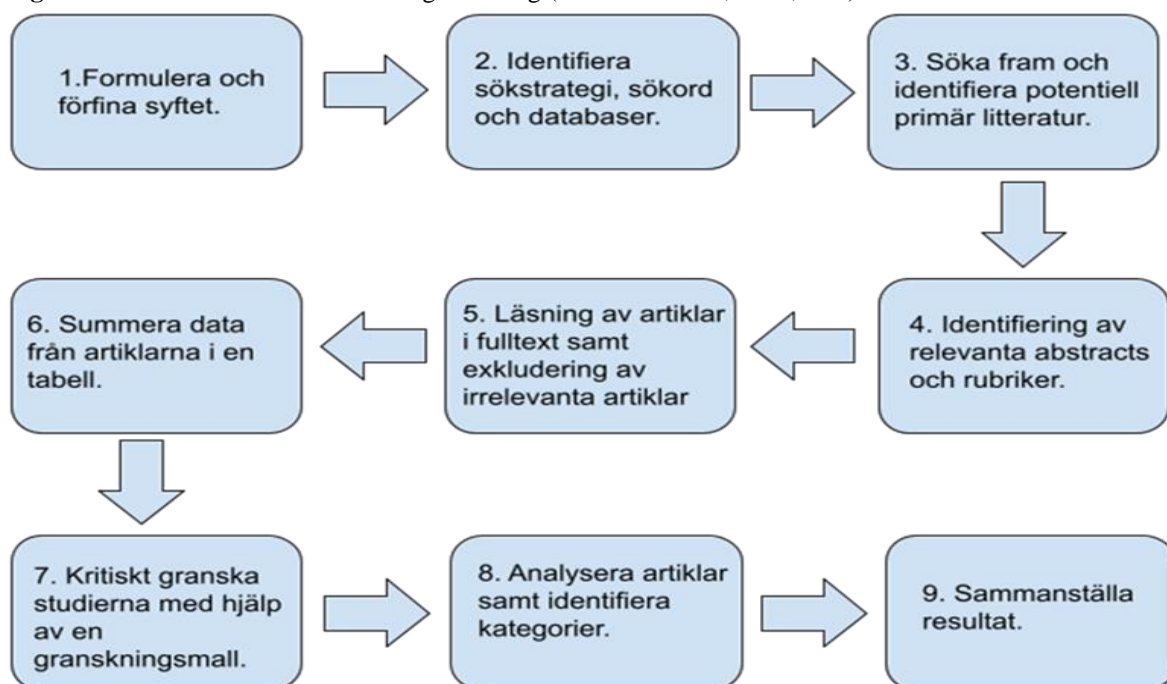 1.Formulera och
förfina syftet.
2. Identifiera
sökstrategi, sökord
och databaser.
3. Söka fram och
identifiera potentiell
primär litteratur.
4. Identifiering av
relevanta abstracts
och rubriker.
5. Läsning av artiklar
i fulltext samt
exkludering av
irrelevanta artiklar
6. Summera data
från artiklarna i en
tabell.
7. Kritiskt granska
studierna med hjälp
av en
granskningsmall.
8. Analysera artiklar
samt identifiera
kategorier.
9. Sammanställa
resultat.